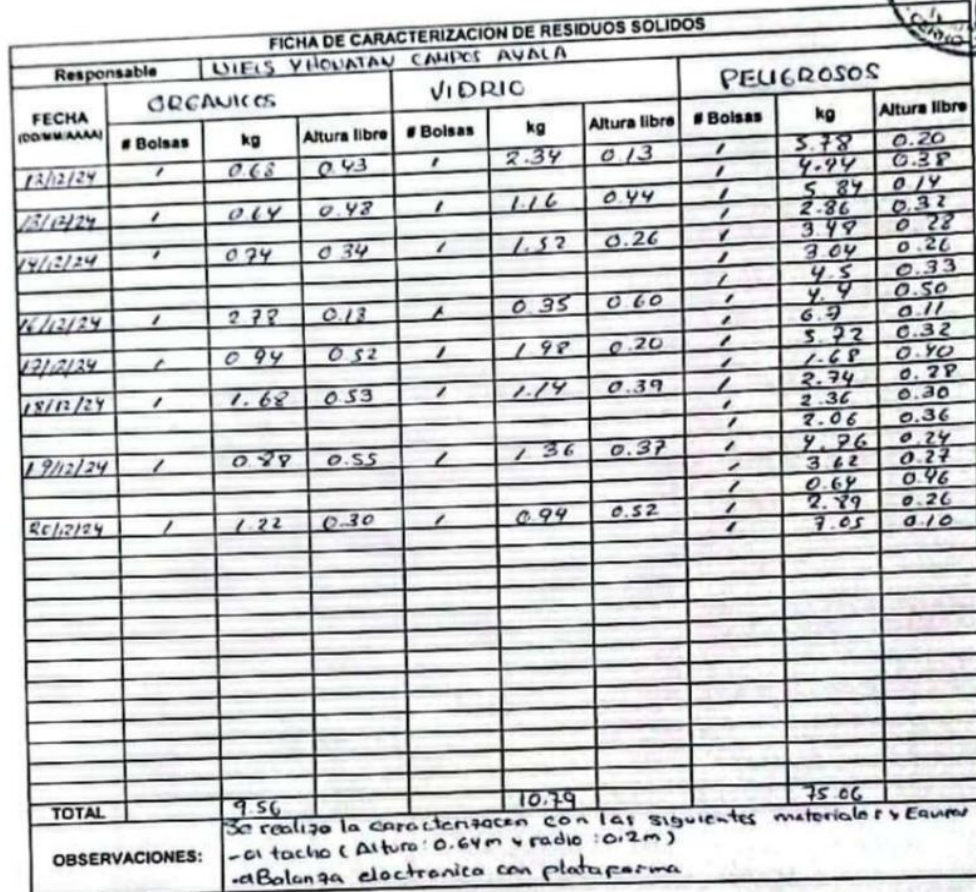 FICHA DE CARACTERIZACION DE RESIDUOS SOLIDOS
Responsable CAMPOS AYALA
ORGANICOS VIDRIO PELIGROSOS
FECHA (DD/MM/AAAA) # Bolsas kg Altura libre # Bolsas kg Altura libre # Bolsas kg Altura libre
1 5.78 0.20
12/12/24 1 0.68 0.43 1 2.34 0.13 1 4.94 0.38
1 5.84 0.14
13/12/24 1 0.64 0.48 1 1.16 0.44 1 2.86 0.32
1 3.48 0.28
14/12/24 1 0.74 0.34 1 1.52 0.26 1 3.04 0.26
1 4.5 0.33
1 4.4 0.50
16/12/24 1 2.78 0.13 1 0.35 0.60 1 6.7 0.11
1 5.72 0.32
17/12/24 1 0.94 0.52 1 1.98 0.20 1 1.68 0.40
1 2.74 0.28
18/12/24 1 1.68 0.53 1 1.14 0.39 1 2.36 0.30
1 2.06 0.36
1 4.76 0.24
19/12/24 1 0.88 0.55 1 1.36 0.37 1 3.62 0.27
1 0.64 0.46
1 2.89 0.26
20/12/24 1 1.22 0.30 1 0.94 0.52 1 7.05 0.10
TOTAL 9.56 10.79 75.06
OBSERVACIONES: Se realizo la caracterizacen con las siguientes materiales y
- 01 tacho (Altura: 0.64m y radio: 0.2m)
- 01 Balanza electronica con plataforma